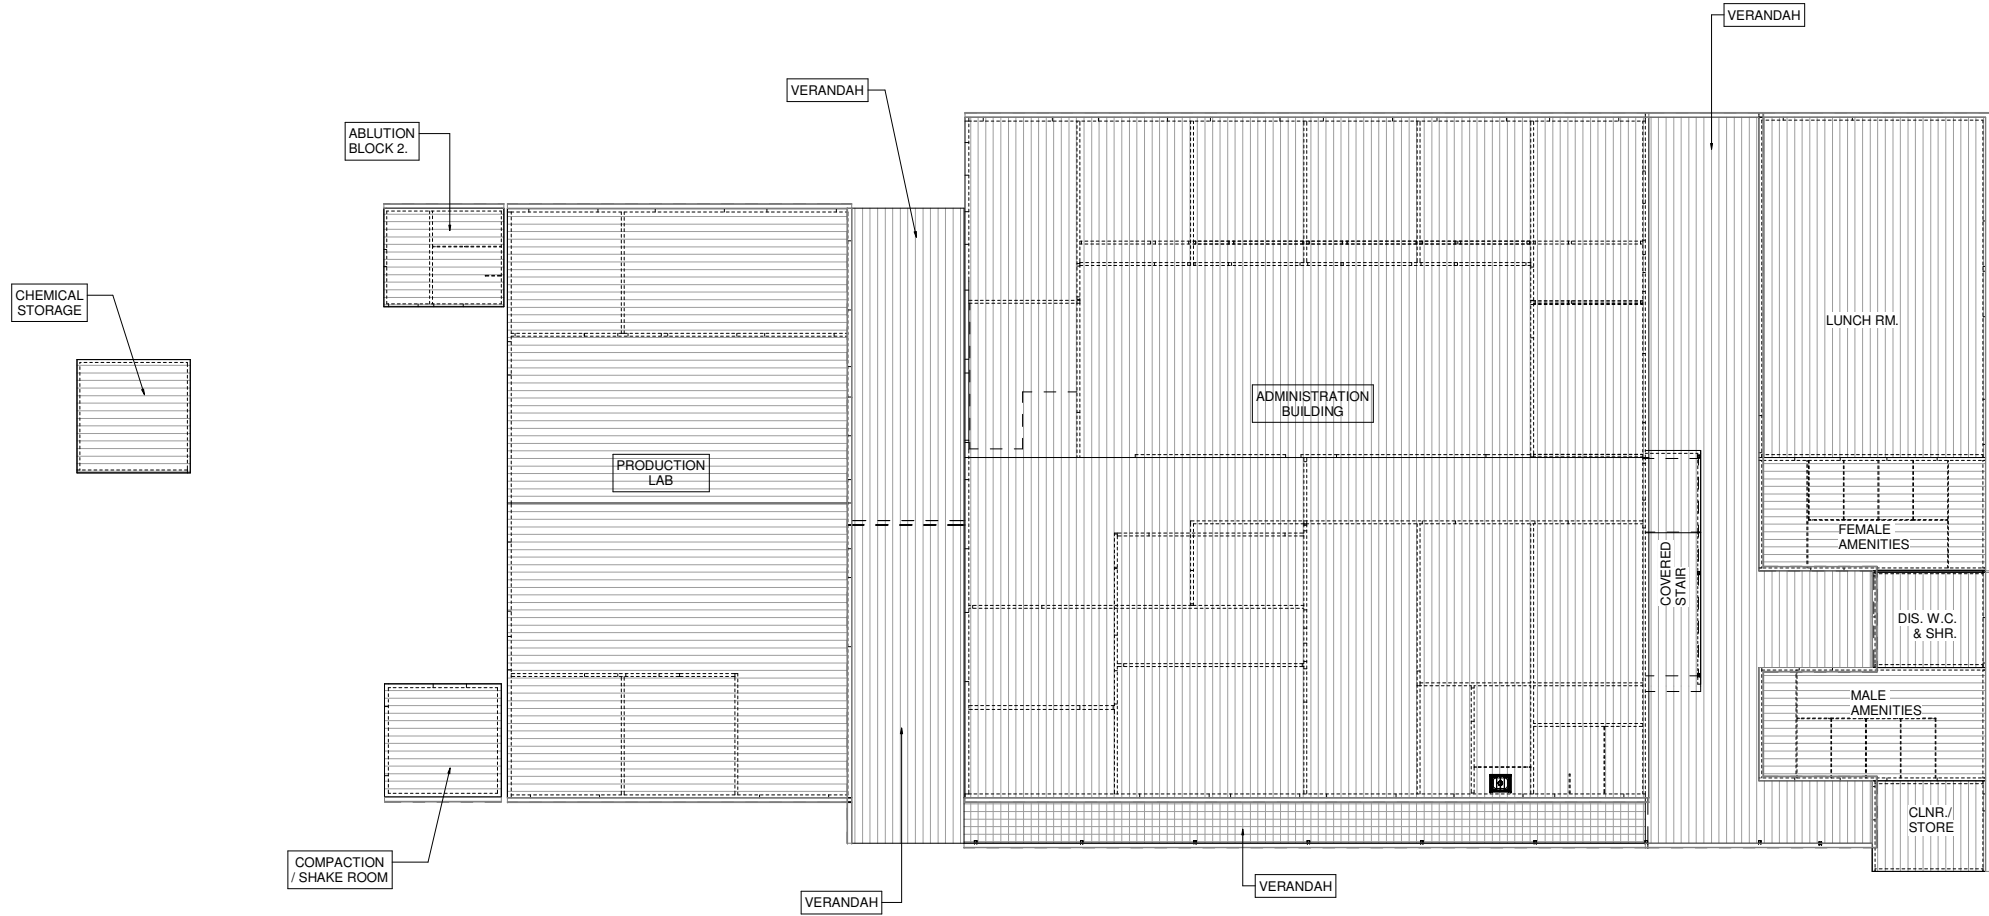 VERANDAH
VERANDAH
ABLUTION
BLOCK 2.
CHEMICAL
STORAGE
LUNCH RM.
ADMINISTRATION
BUILDING
PRODUCTION
LAB
FEMALE
AMENITIES
COVERED
STAIR
DIS. W.C.
& SHR.
MALE
AMENITIES
CLNR./
STORE
COMPACTION
/ SHAKE ROOM
VERANDAH
VERANDAH